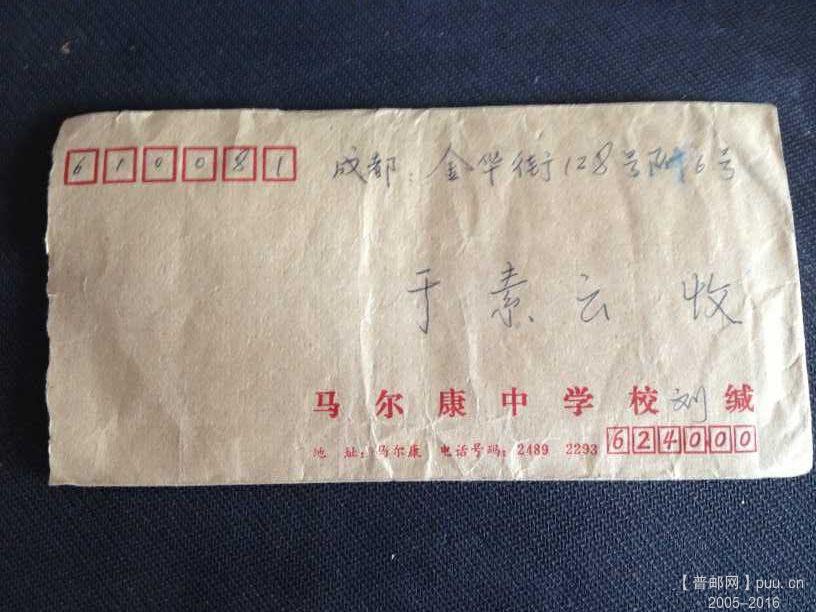 610081
成都：金华街128号附6号
于素云 收
马尔康中学校刘缄
地 址：马尔康 电话号码：2489 2293 624000
【普邮网】puu.cn
2005-2016